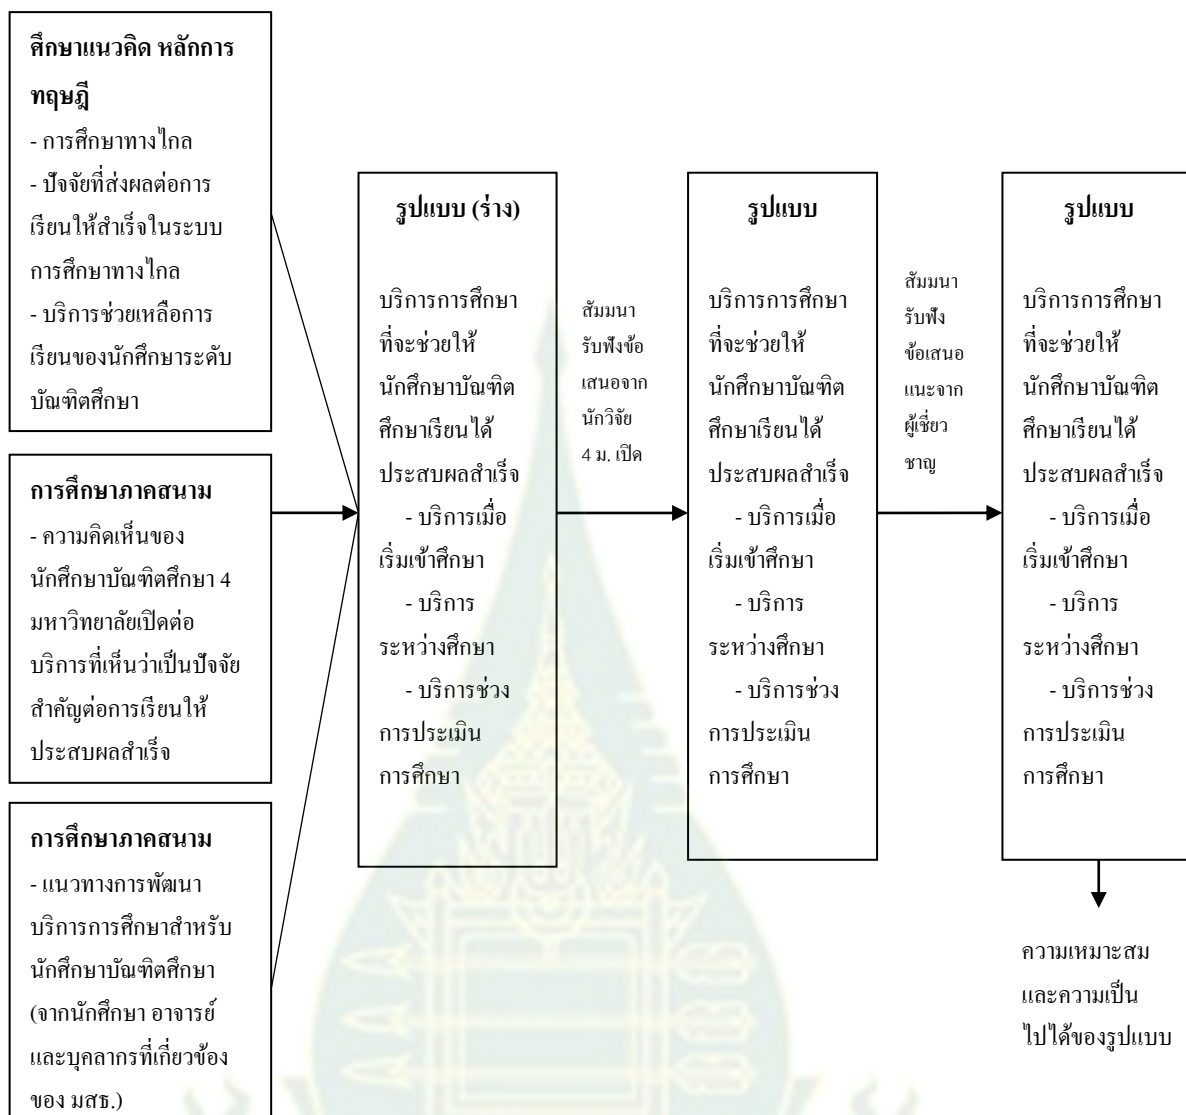 ศึกษาแนวคิด หลักการ
ทฤษฎี
- การศึกษาทางไกล
- ปัจจัยที่ส่งผลต่อการ
เรียนให้สำเร็จในระบบ
การศึกษาทางไกล
- บริการช่วยเหลือการ
เรียนของนักศึกษาระดับ
บัณฑิตศึกษา
การศึกษาภาคสนาม
- ความคิดเห็นของ
นักศึกษาบัณฑิตศึกษา 4
มหาวิทยาลัยเปิดต่อ
บริการที่เห็นว่าเป็นปัจจัย
สำคัญต่อการเรียนให้
ประสบผลสำเร็จ
การศึกษาภาคสนาม
- แนวทางการพัฒนา
บริการการศึกษาสำหรับ
นักศึกษาบัณฑิตศึกษา
(จากนักศึกษา อาจารย์
และบุคลากรที่เกี่ยวข้อง
ของ มสธ.)
รูปแบบ (ร่าง)
บริการการศึกษา
ที่จะช่วยให้
นักศึกษาบัณฑิต
ศึกษาเรียนได้
ประสบผลสำเร็จ
- บริการเมื่อ
เริ่มเข้าศึกษา
- บริการ
ระหว่างศึกษา
- บริการช่วง
การประเมิน
การศึกษา
สัมมนา
รับฟังข้อ
เสนอจาก
นักวิจัย
4 ม. เปิด
รูปแบบ
บริการการศึกษา
ที่จะช่วยให้
นักศึกษาบัณฑิต
ศึกษาเรียนได้
ประสบผลสำเร็จ
- บริการเมื่อ
เริ่มเข้าศึกษา
- บริการ
ระหว่างศึกษา
- บริการช่วง
การประเมิน
การศึกษา
สัมมนา
รับฟัง
ข้อเสนอ
แนะจาก
ผู้เชี่ยว
ชาญ
รูปแบบ
บริการการศึกษา
ที่จะช่วยให้
นักศึกษาบัณฑิต
ศึกษาเรียนได้
ประสบผลสำเร็จ
- บริการเมื่อ
เริ่มเข้าศึกษา
- บริการ
ระหว่างศึกษา
- บริการช่วง
การประเมิน
การศึกษา
ความเหมาะสม
และความเป็น
ไปได้ของรูปแบบ